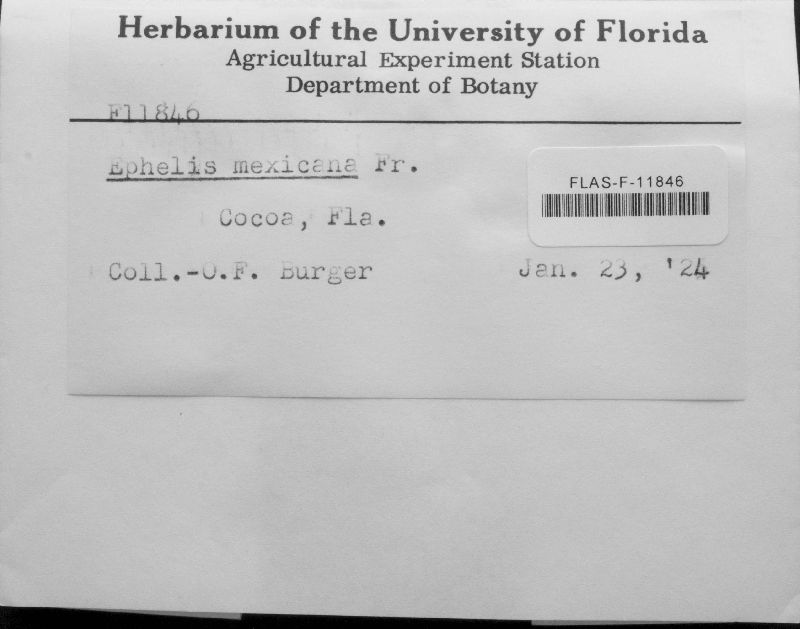 Herbarium of the University of Florida
Agricultural Experiment Station
Department of Botany
F11846
Ephelis mexicana Fr.
FLAS-F-11846
Cocoa, Fla.
Coll.-O.F. Burger Jan. 23, '24